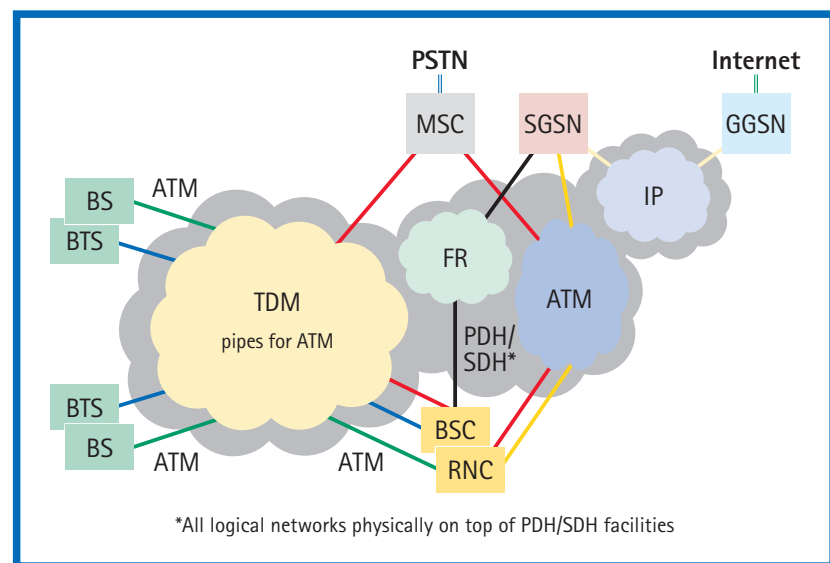 PSTN
Internet
MSC
SGSN
GGSN
ATM
BS
IP
BTS
FR
TDM
ATM
pipes for ATM
PDH/
SDH*
BTS
BSC
BS
ATM
ATM
RNC
*All logical networks physically on top of PDH/SDH facilities